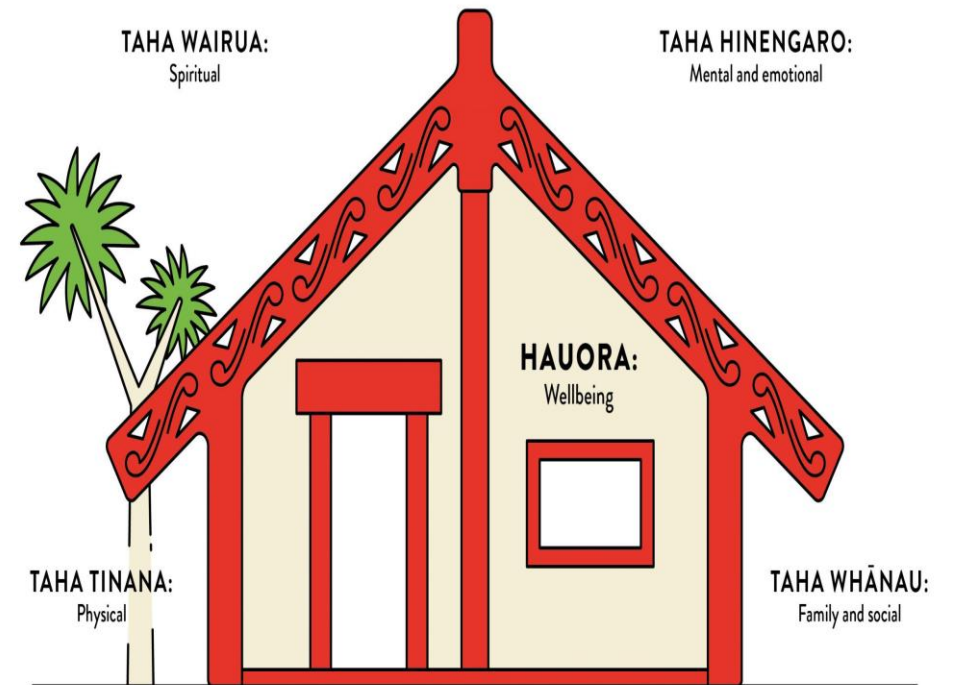 TAHA WAIRUA:
Spiritual
TAHA HINENGARO:
Mental and emotional
HAUORA:
Wellbeing
TAHA TINANA:
Physical
TAHA WHĀNAU:
Family and social